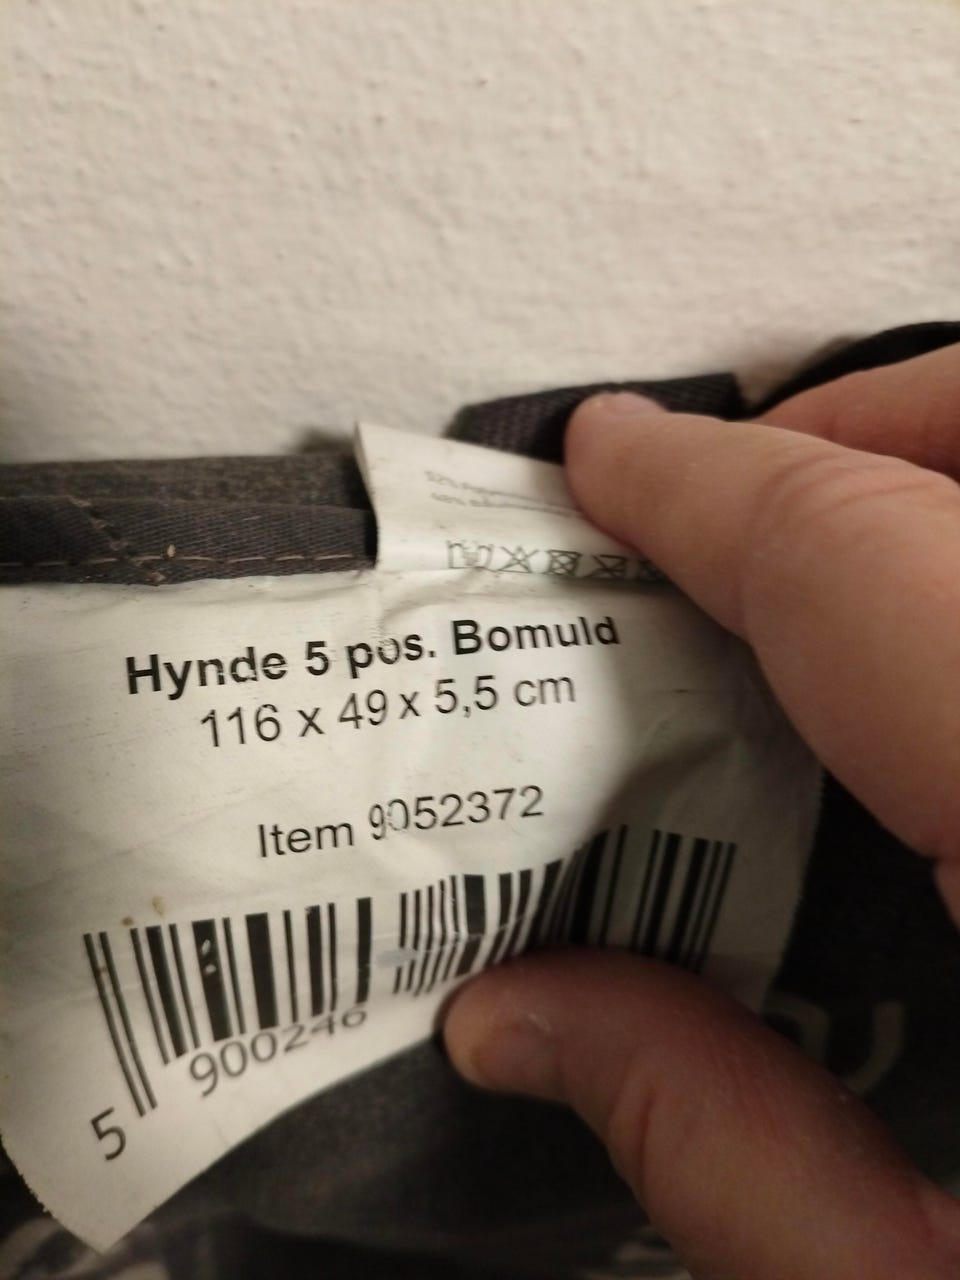 Hynde 5 pos. Bomuld
116 x 49 x 5,5 cm
Item 9052372
5 900246